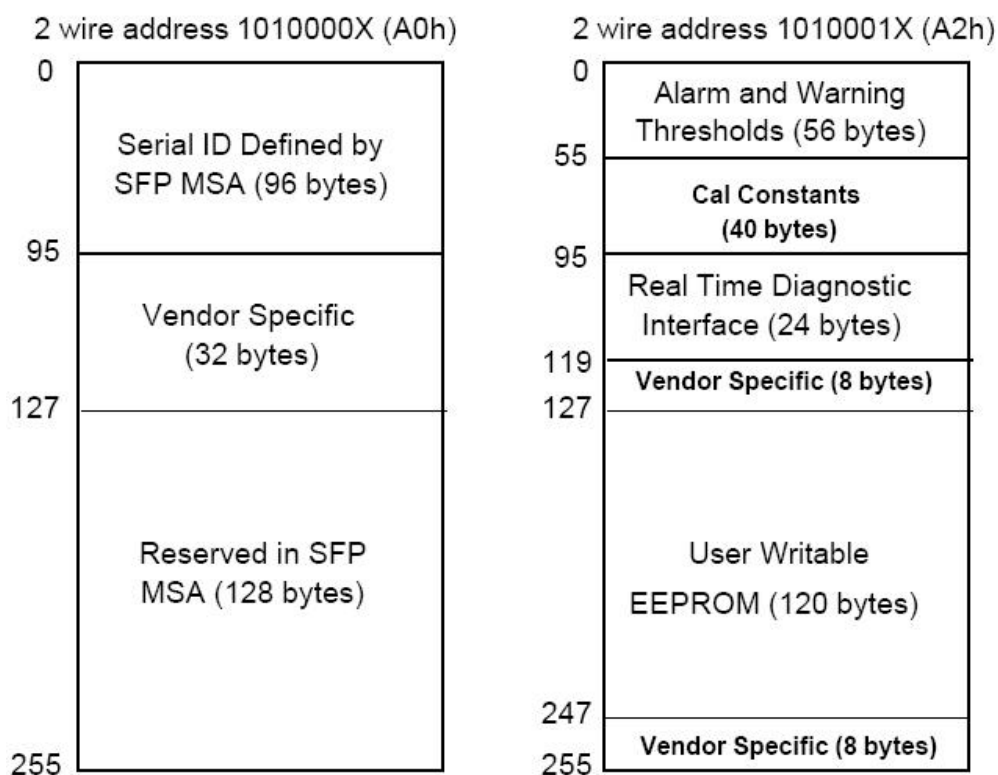 2 wire address 1010000X (A0h)
0
Serial ID Defined by
SFP MSA (96 bytes)
95
Vendor Specific
(32 bytes)
127
Reserved in SFP
MSA (128 bytes)
255
2 wire address 1010001X (A2h)
0
Alarm and Warning
Thresholds (56 bytes)
55
Cal Constants
(40 bytes)
95
Real Time Diagnostic
Interface (24 bytes)
119
Vendor Specific (8 bytes)
127
User Writable
EEPROM (120 bytes)
247
Vendor Specific (8 bytes)
255